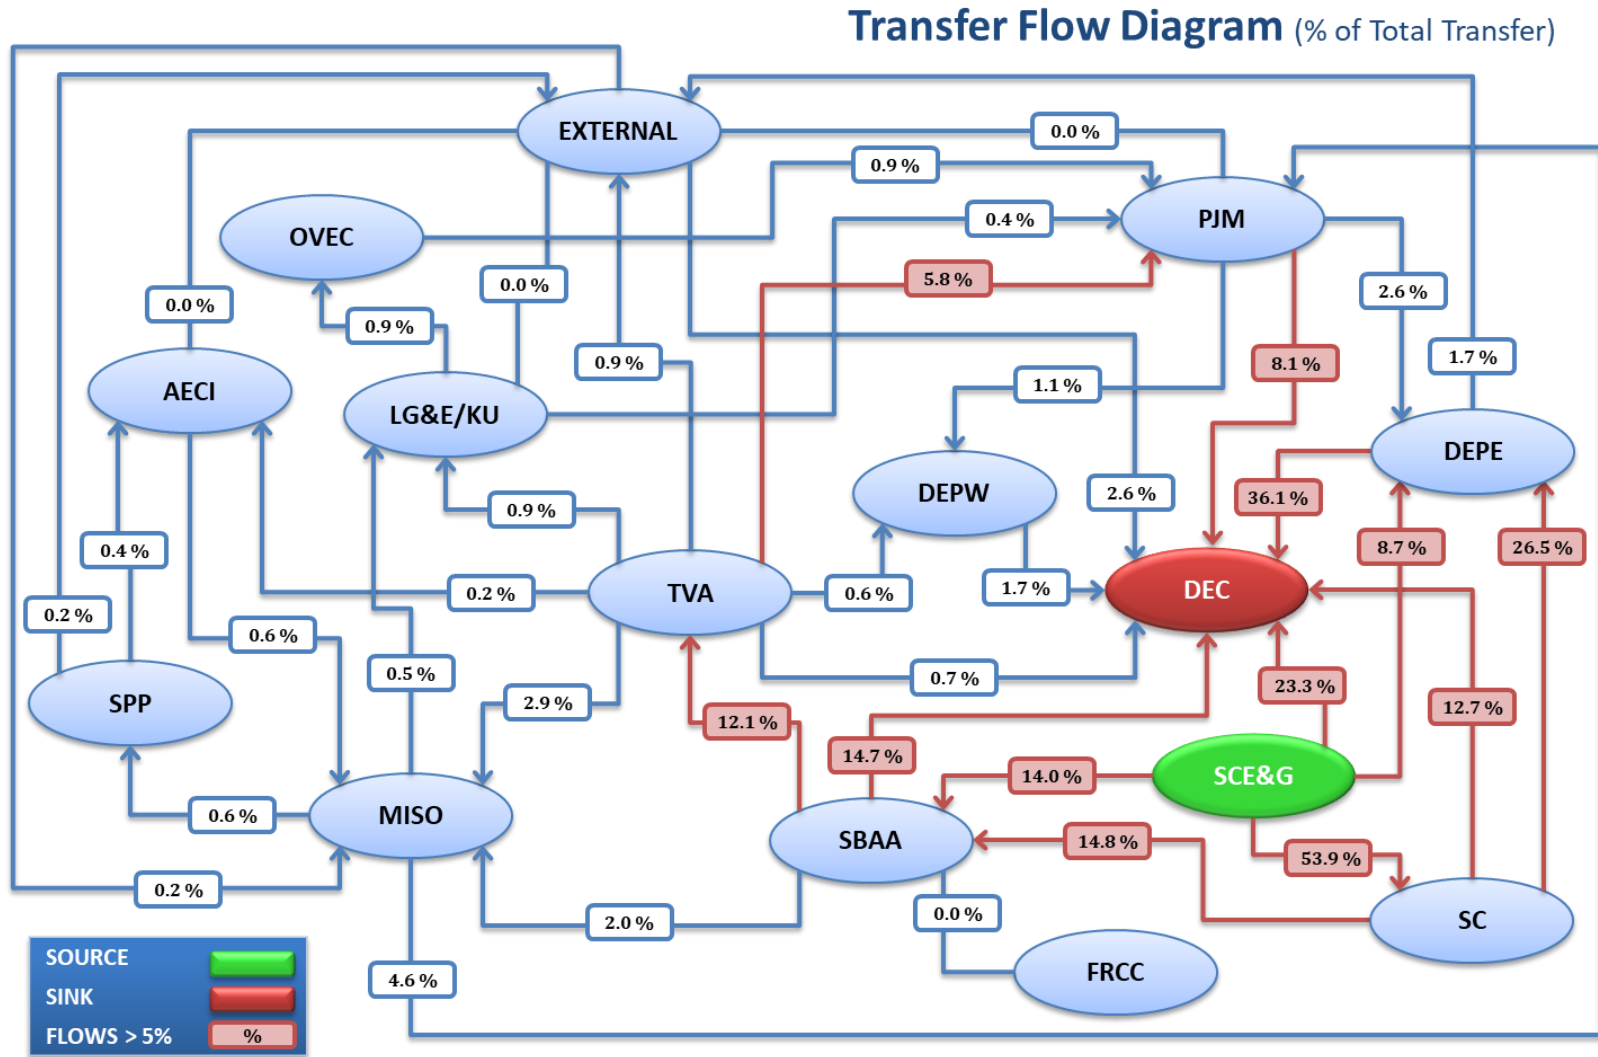 Transfer Flow Diagram (% of Total Transfer)
EXTERNAL
0.0 %
0.9 %
PJM
0.4 %
OVEC
5.8 %
0.0 %
0.0 %
2.6 %
0.9 %
0.9 %
8.1 %
1.7 %
AECI
LG&E/KU
1.1 %
DEPE
DEPW
2.6 %
36.1 %
0.9 %
0.4 %
8.7 %
26.5 %
0.2 %
TVA
0.6 %
1.7 %
DEC
0.2 %
0.6 %
0.5 %
0.7 %
23.3 %
SPP
2.9 %
12.1 %
14.7 %
12.7 %
14.0 %
SCE&G
0.6 %
MISO
SBAA
14.8 %
53.9 %
0.2 %
2.0 %
0.0 %
SC
SOURCE
4.6 %
FRCC
SINK
FLOWS > 5%
%